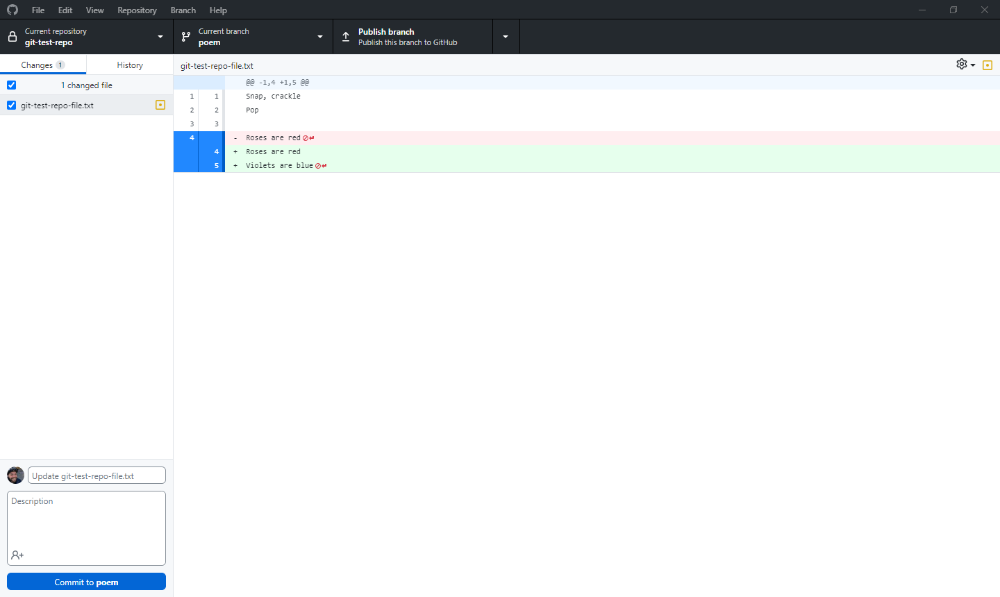 File Edit View Repository Branch Help
Current repository
git-test-repo
Current branch
poem
Publish branch
Publish this branch to GitHub
Changes 1 History
1 changed file
git-test-repo-file.txt
git-test-repo-file.txt
@@ -1,4 +1,5 @@
1 1 Snap, crackle
2 2 Pop
3 3
4 - Roses are red
4 + Roses are red
5 + Violets are blue
Update git-test-repo-file.txt
Description
Commit to poem